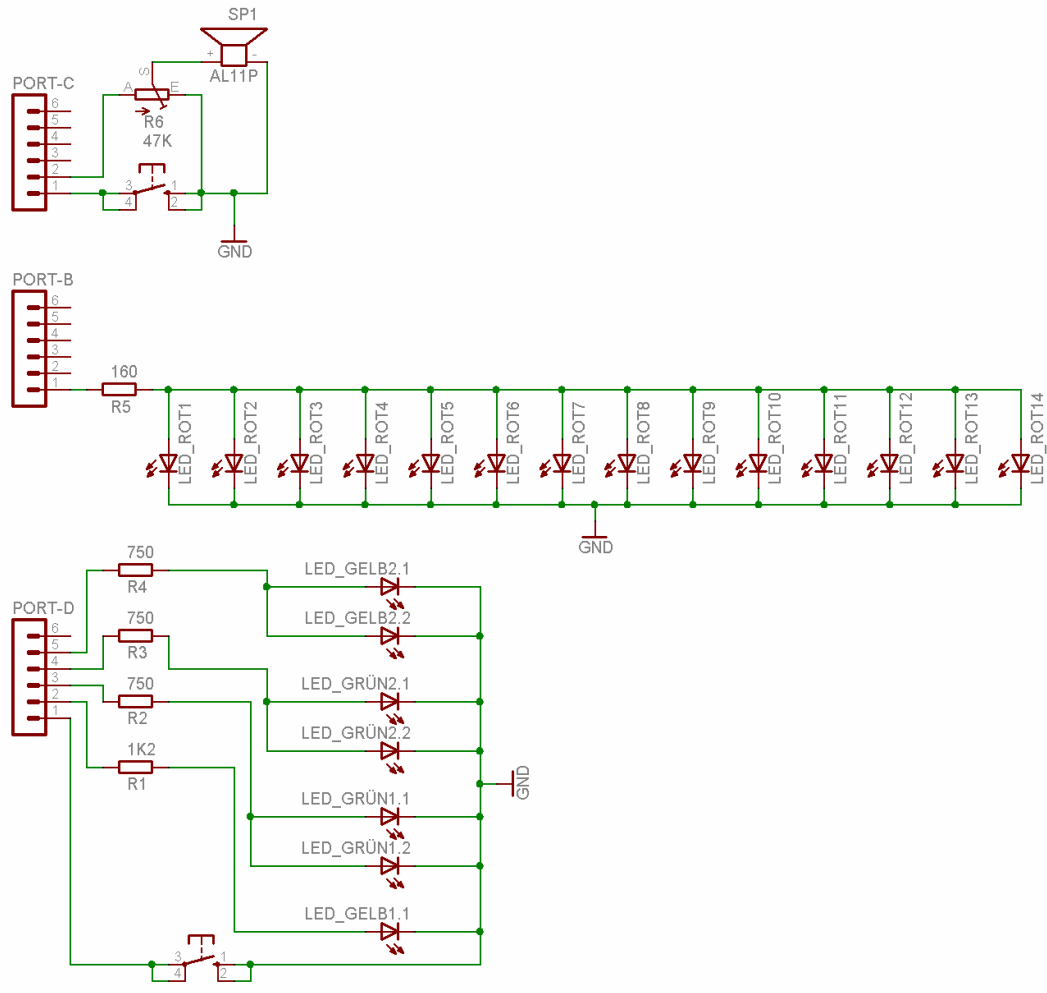 SP1
+ -
AL11P
PORT-C
S
A E
R6
47K
6
5
4
3
2
1
3 1
4 2
GND
PORT-B
6
5
4
3
2
1
160
R5
LED_ROT1
LED_ROT2
LED_ROT3
LED_ROT4
LED_ROT5
LED_ROT6
LED_ROT7
LED_ROT8
LED_ROT9
LED_ROT10
LED_ROT11
LED_ROT12
LED_ROT13
LED_ROT14
GND
PORT-D
6
5
4
3
2
1
750
R4
750
R3
750
R2
1K2
R1
LED_GELB2.1
LED_GELB2.2
LED_GRÜN2.1
LED_GRÜN2.2
LED_GRÜN1.1
LED_GRÜN1.2
LED_GELB1.1
GND
3 1
4 2